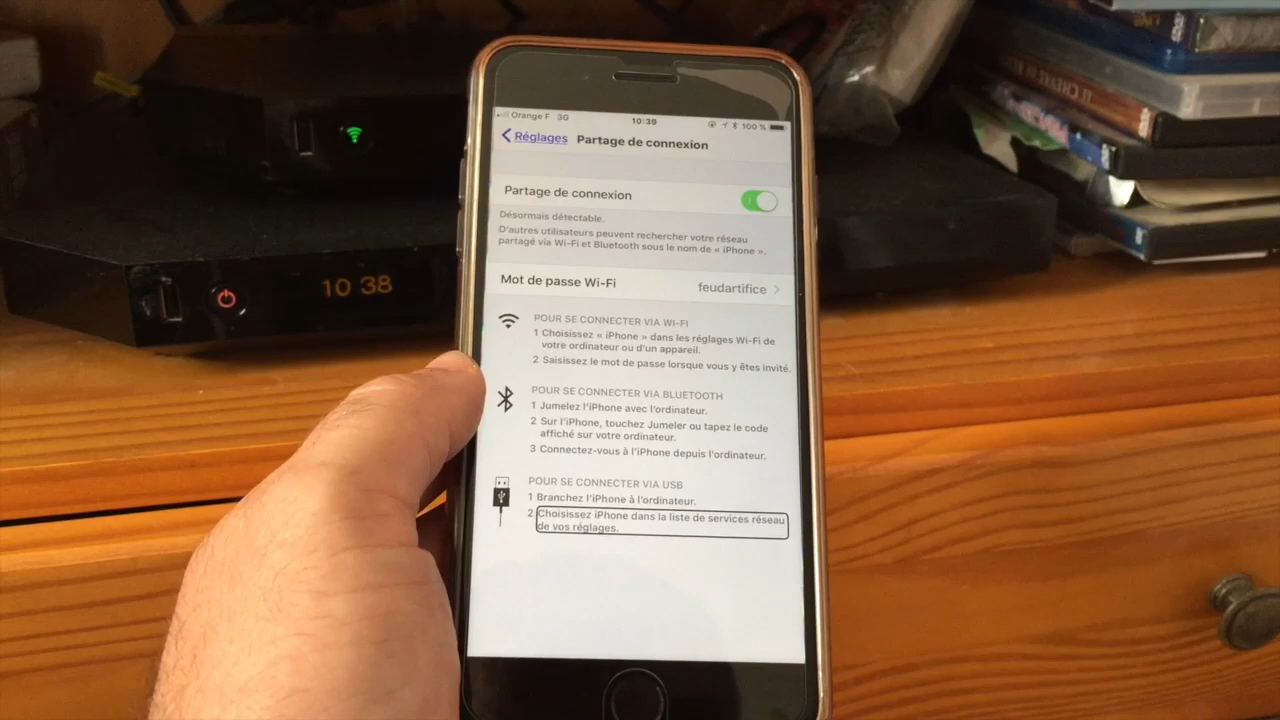 Orange F 3G 10:39 100 %
Réglages Partage de connexion
Partage de connexion
Désormais détectable.
D'autres utilisateurs peuvent rechercher votre réseau
partagé via Wi-Fi et Bluetooth sous le nom de « iPhone ».
Mot de passe Wi-Fi feudartifice
POUR SE CONNECTER VIA WI-FI
1 Choisissez « iPhone » dans les réglages Wi-Fi de
votre ordinateur ou d'un appareil.
2 Saisissez le mot de passe lorsque vous y êtes invité.
POUR SE CONNECTER VIA BLUETOOTH
1 Jumelez l'iPhone avec l'ordinateur.
2 Sur l'iPhone, touchez Jumeler ou tapez le code
affiché sur votre ordinateur.
3 Connectez-vous à l'iPhone depuis l'ordinateur.
POUR SE CONNECTER VIA USB
1 Branchez l'iPhone à l'ordinateur.
2 Choisissez iPhone dans la liste de services réseau
de vos réglages.
10 38